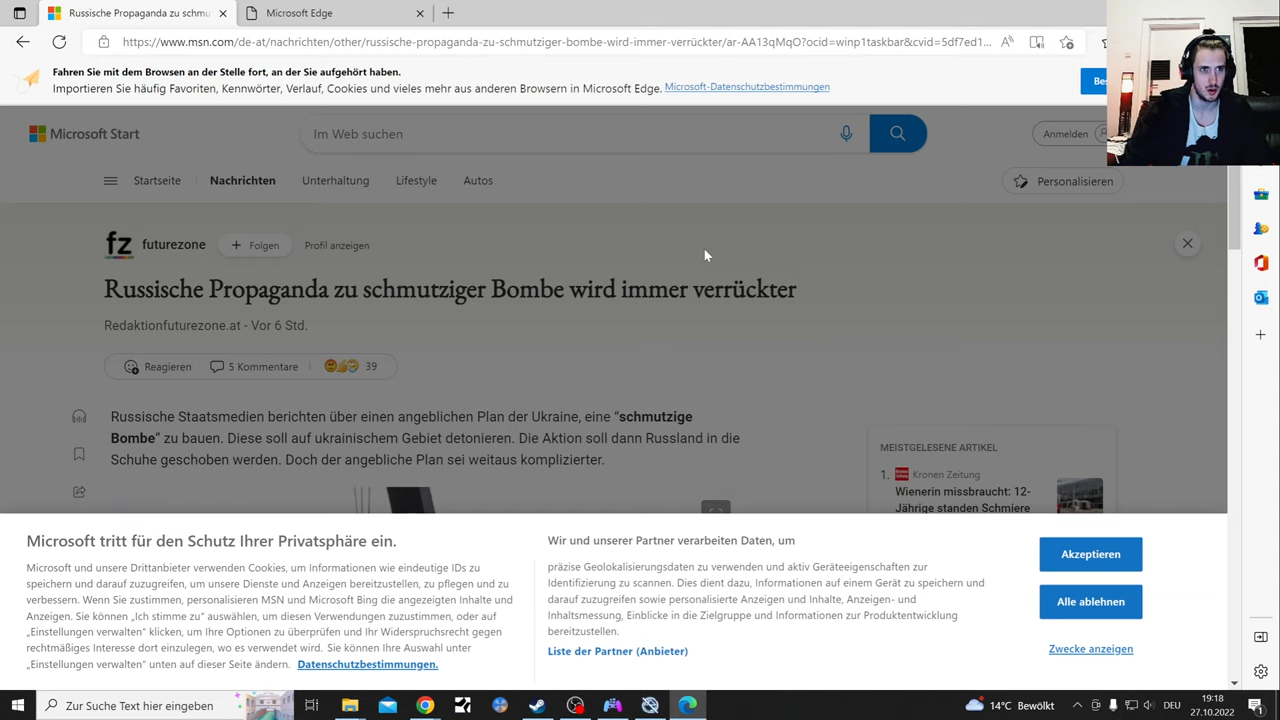 Russische Propaganda zu schmu
Microsoft Edge
https://www.msn.com/de-at/nachrichten/other/russische-propaganda-zu-schmutziger-bombe-wird-immer-verrückter/ar-AA13qMqO?ocid=winp1taskbar&cvid=5df7ed1...
Fahren Sie mit dem Browsen an der Stelle fort, an der Sie aufgehört haben.
Importieren Sie häufig Favoriten, Kennwörter, Verlauf, Cookies und vieles mehr aus anderen Browsern in Microsoft Edge. Microsoft-Datenschutzbestimmungen
Be
Microsoft Start
Im Web suchen
Anmelden
Startseite
Nachrichten
Unterhaltung
Lifestyle
Autos
Personalisieren
fz futurezone
+ Folgen
Profil anzeigen
Russische Propaganda zu schmutziger Bombe wird immer verrückter
Redaktionfuturezone.at - Vor 6 Std.
Reagieren
5 Kommentare
39
Russische Staatsmedien berichten über einen angeblichen Plan der Ukraine, eine “schmutzige
Bombe” zu bauen. Diese soll auf ukrainischem Gebiet detonieren. Die Aktion soll dann Russland in die
Schuhe geschoben werden. Doch der angebliche Plan sei weitaus komplizierter.
MEISTGELESENE ARTIKEL
1. Kronen Zeitung
Wienerin missbraucht: 12-
Jährige standen Schmiere
Microsoft tritt für den Schutz Ihrer Privatsphäre ein.
Microsoft und unsere Drittanbieter verwenden Cookies, um Informationen wie eindeutige IDs zu
speichern und darauf zuzugreifen, um unsere Dienste und Anzeigen bereitzustellen, zu pflegen und zu
verbessern. Wenn Sie zustimmen, personalisieren MSN und Microsoft Bing die angezeigten Inhalte und
Anzeigen. Sie können „Ich stimme zu“ auswählen, um diesen Verwendungen zuzustimmen, oder auf
„Einstellungen verwalten“ klicken, um Ihre Optionen zu überprüfen und Ihr Widerspruchsrecht gegen
rechtmäßiges Interesse dort einzulegen, wo es verwendet wird. Sie können Ihre Auswahl unter
„Einstellungen verwalten“ unten auf dieser Seite ändern. Datenschutzbestimmungen.
Wir und unserer Partner verarbeiten Daten, um
präzise Geolokalisierungsdaten zu verwenden und aktiv Geräteeigenschaften zur
Identifizierung zu scannen. Dies dient dazu, Informationen auf einem Gerät zu speichern und
darauf zuzugreifen sowie personalisierte Anzeigen und Inhalte, Anzeigen- und
Inhaltsmessung, Einblicke in die Zielgruppe und Informationen zur Produktentwicklung
bereitzustellen.
Liste der Partner (Anbieter)
Akzeptieren
Alle ablehnen
Zwecke anzeigen
Zur Suche Text hier eingeben
14°C Bewölkt
DEU
19:18
27.10.2022